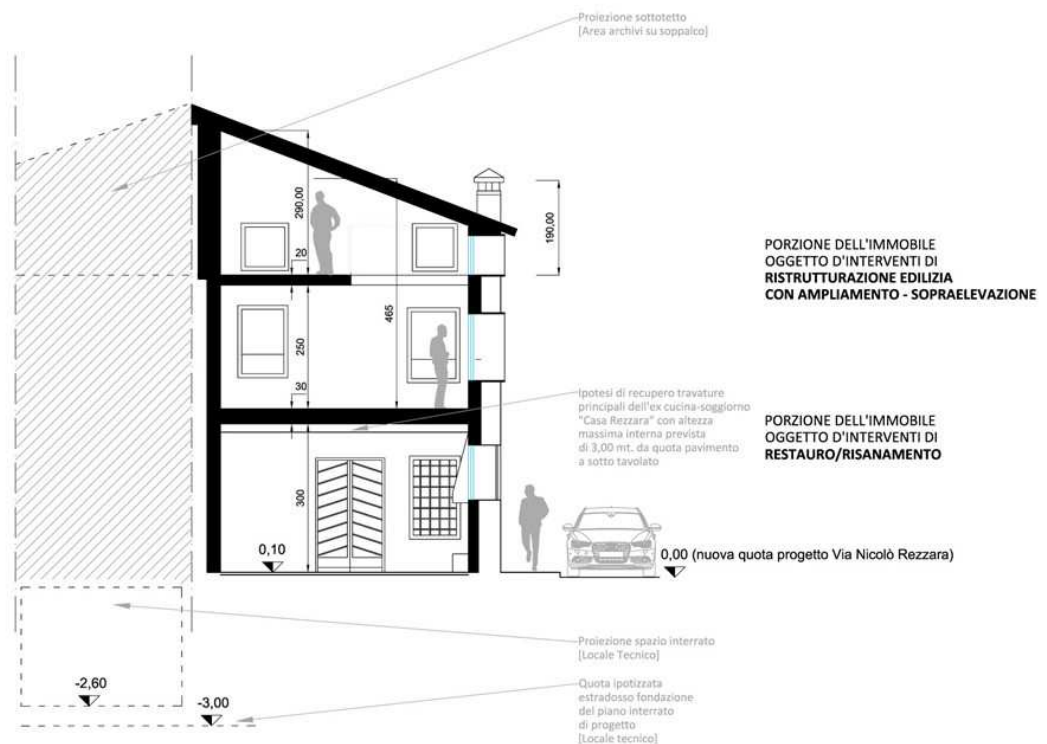 Proiezione sottotetto
[Area archivi su soppalco]
290,00
20
190,00
465
250
30
300
PORZIONE DELL'IMMOBILE
OGGETTO D'INTERVENTI DI
RISTRUTTURAZIONE EDILIZIA
CON AMPLIAMENTO - SOPRAELEVAZIONE
Ipotesi di recupero travature
principali dell'ex cucina-soggiorno
"Casa Rezzara" con altezza
massima interna prevista
di 3,00 mt. da quota pavimento
a sotto tavolato
PORZIONE DELL'IMMOBILE
OGGETTO D'INTERVENTI DI
RESTAURO/RISANAMENTO
0,10
0,00 (nuova quota progetto Via Nicolò Rezzara)
Proiezione spazio interrato
[Locale Tecnico]
-2,60
-3,00
Quota ipotizzata
estradosso fondazione
del piano interrato
di progetto
[Locale tecnico]